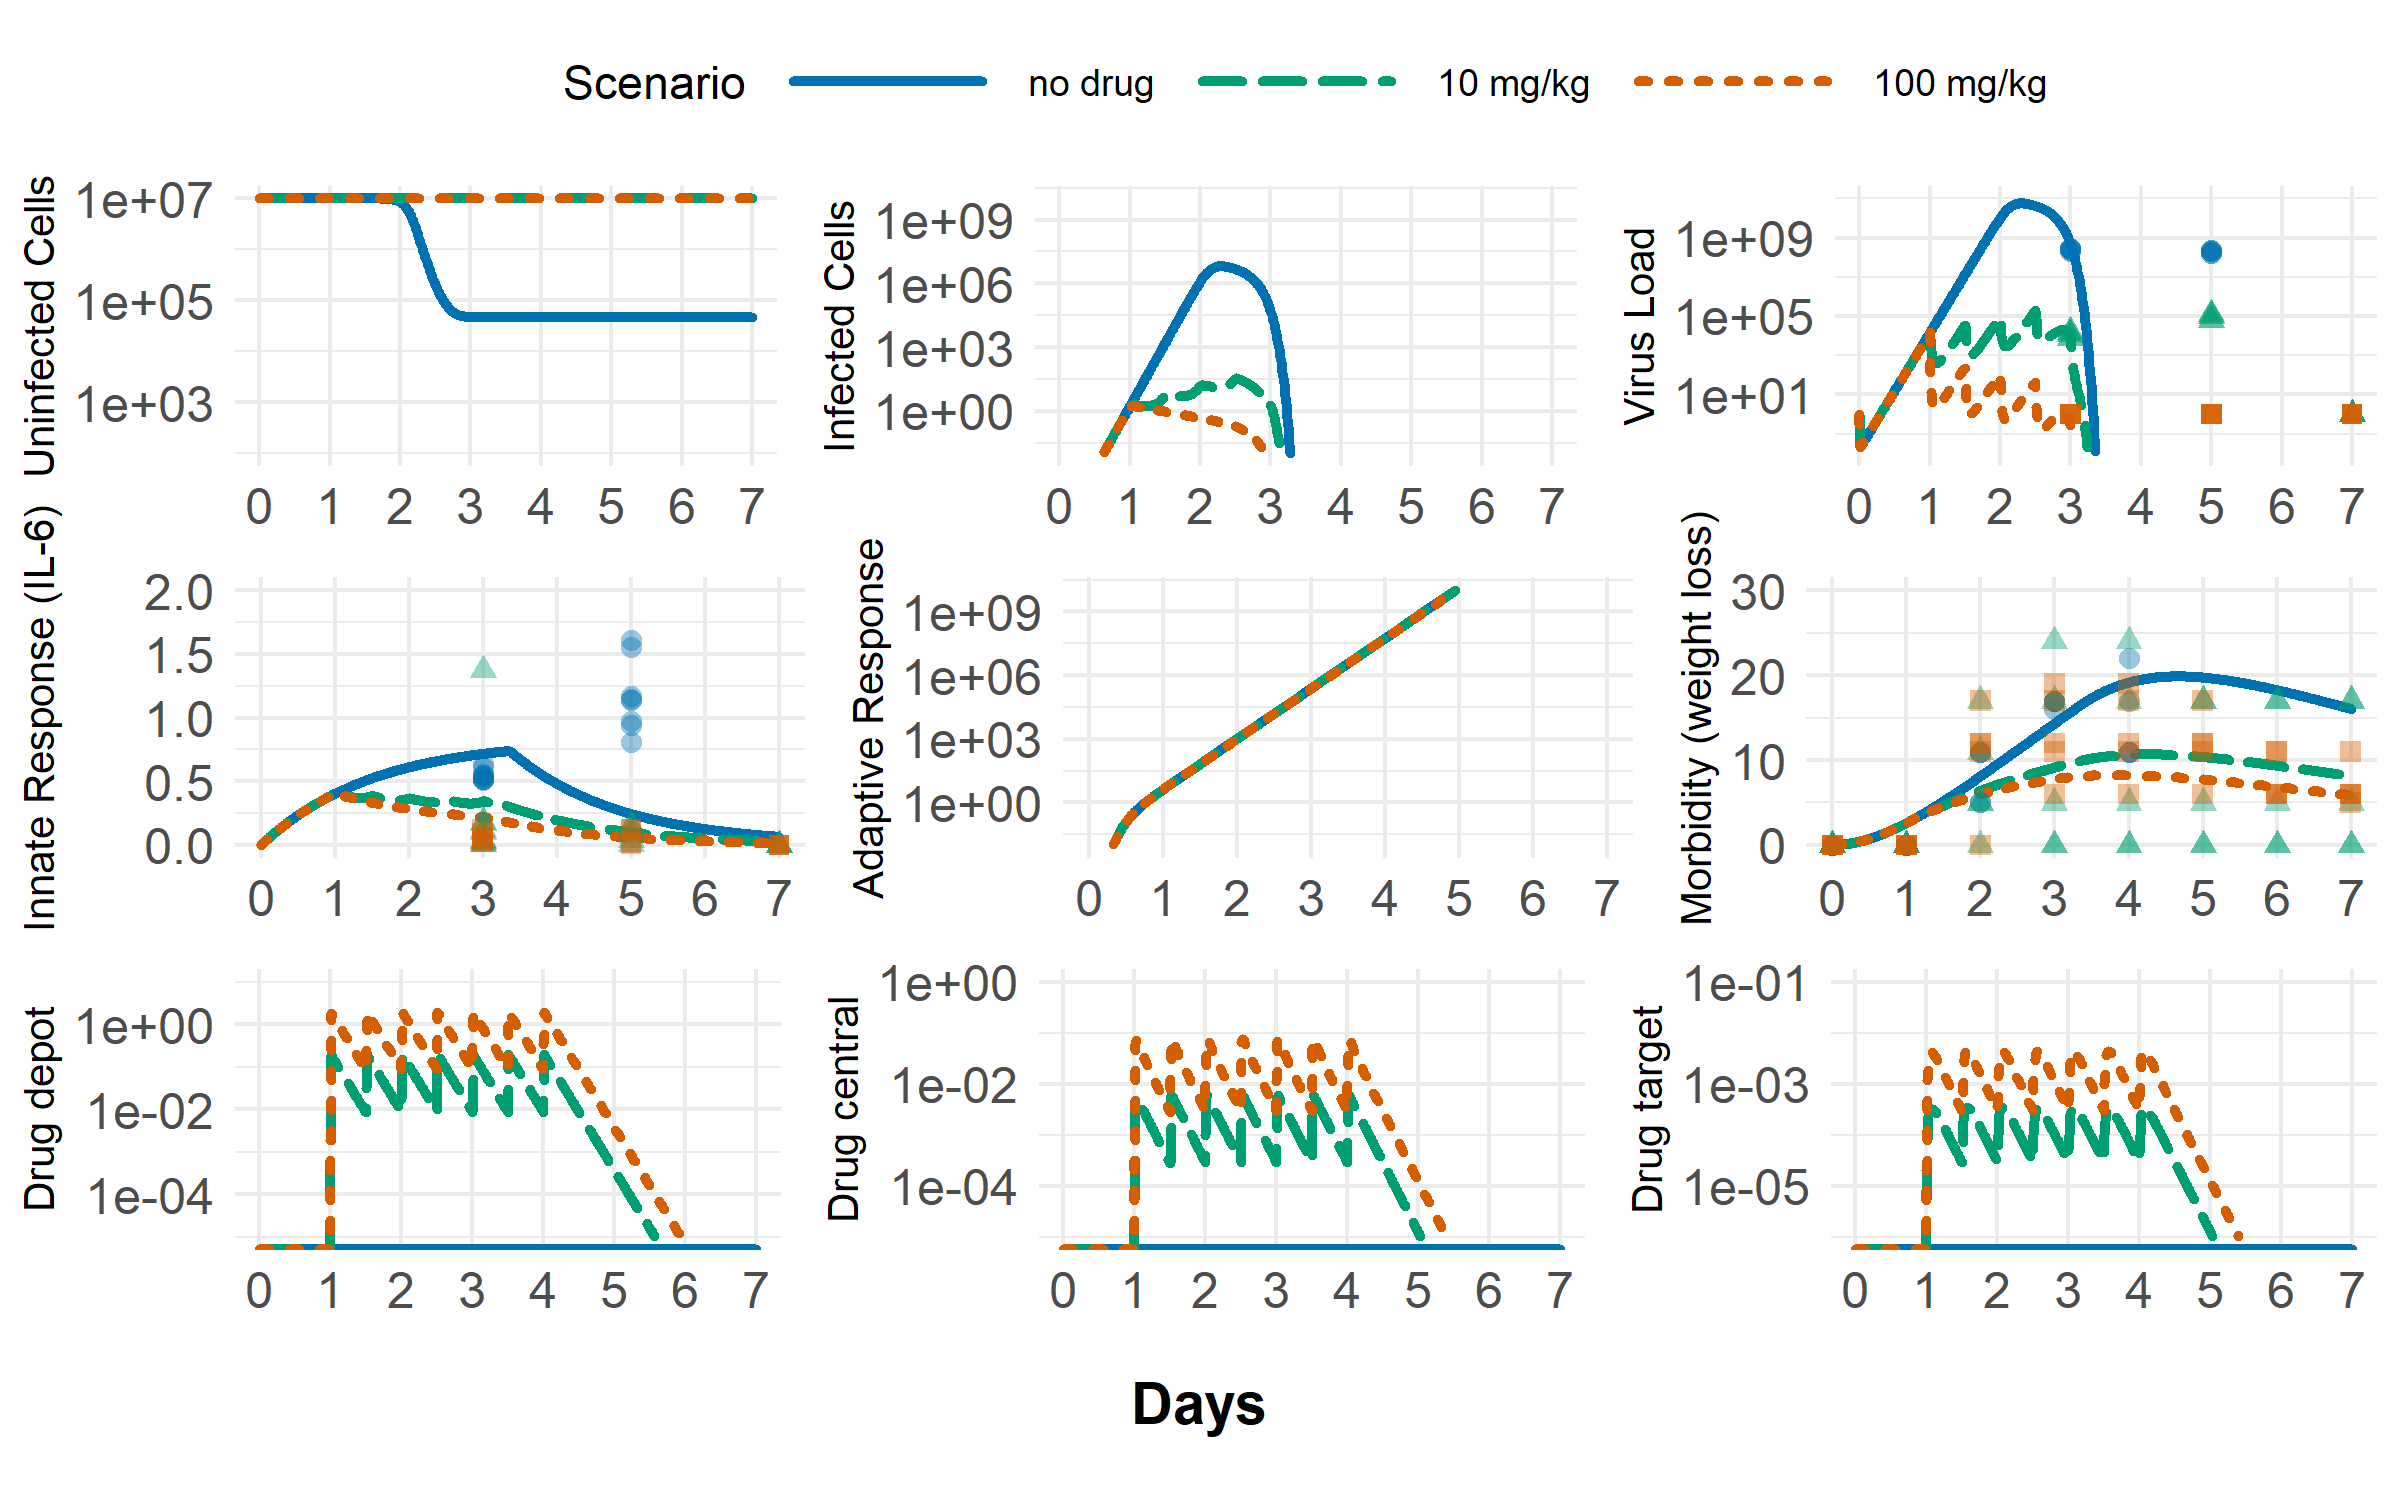 Scenario no drug 10 mg/kg 100 mg/kg
Uninfected Cells
1e+07
1e+05
1e+03
0 1 2 3 4 5 6 7
Infected Cells
1e+09
1e+06
1e+03
1e+00
0 1 2 3 4 5 6 7
Virus Load
1e+09
1e+05
1e+01
0 1 2 3 4 5 6 7
Innate Response (IL-6)
2.0
1.5
1.0
0.5
0.0
0 1 2 3 4 5 6 7
Adaptive Response
1e+09
1e+06
1e+03
1e+00
0 1 2 3 4 5 6 7
Morbidity (weight loss)
30
20
10
0
0 1 2 3 4 5 6 7
Drug depot
1e+00
1e-02
1e-04
0 1 2 3 4 5 6 7
Drug central
1e+00
1e-02
1e-04
0 1 2 3 4 5 6 7
Drug target
1e-01
1e-03
1e-05
0 1 2 3 4 5 6 7
Days